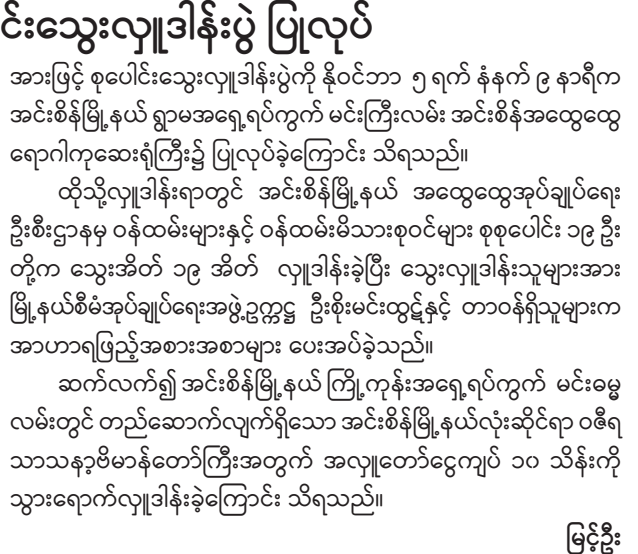 င်းသွေးလှူဒါန်းပွဲ ပြုလုပ်
အားဖြင့် စုပေါင်းသွေးလှူဒါန်းပွဲကို နိုဝင်ဘာ ၅ ရက် နံနက် ၉ နာရီက
အင်းစိန်မြို့နယ် ရွာမအရှေ့ရပ်ကွက် မင်းကြီးလမ်း အင်းစိန်အထွေထွေ
ရောဂါကုဆေးရုံကြီး၌ ပြုလုပ်ခဲ့ကြောင်း သိရသည်။
ထိုသို့လှူဒါန်းရာတွင် အင်းစိန်မြို့နယ် အထွေထွေအုပ်ချုပ်ရေး
ဦးစီးဌာနမှ ဝန်ထမ်းများနှင့် ဝန်ထမ်းမိသားစုဝင်များ စုစုပေါင်း ၁၉ ဦး
တို့က သွေးအိတ် ၁၉ အိတ် လှူဒါန်းခဲ့ပြီး သွေးလှူဒါန်းသူများအား
မြို့နယ်စီမံအုပ်ချုပ်ရေးအဖွဲ့ဥက္ကဋ္ဌ ဦးစိုးမင်းထွဋ်နှင့် တာဝန်ရှိသူများက
အာဟာရဖြည့်အစားအစာများ ပေးအပ်ခဲ့သည်။
ဆက်လက်၍ အင်းစိန်မြို့နယ် ကြို့ကုန်းအရှေ့ရပ်ကွက် မင်းဓမ္မ
လမ်းတွင် တည်ဆောက်လျက်ရှိသော အင်းစိန်မြို့နယ်လုံးဆိုင်ရာ ဝဇီရ
သာသနာ့ဗိမာန်တော်ကြီးအတွက် အလှူတော်ငွေကျပ် ၁၀ သိန်းကို
သွားရောက်လှူဒါန်းခဲ့ကြောင်း သိရသည်။
မြင့်ဦး